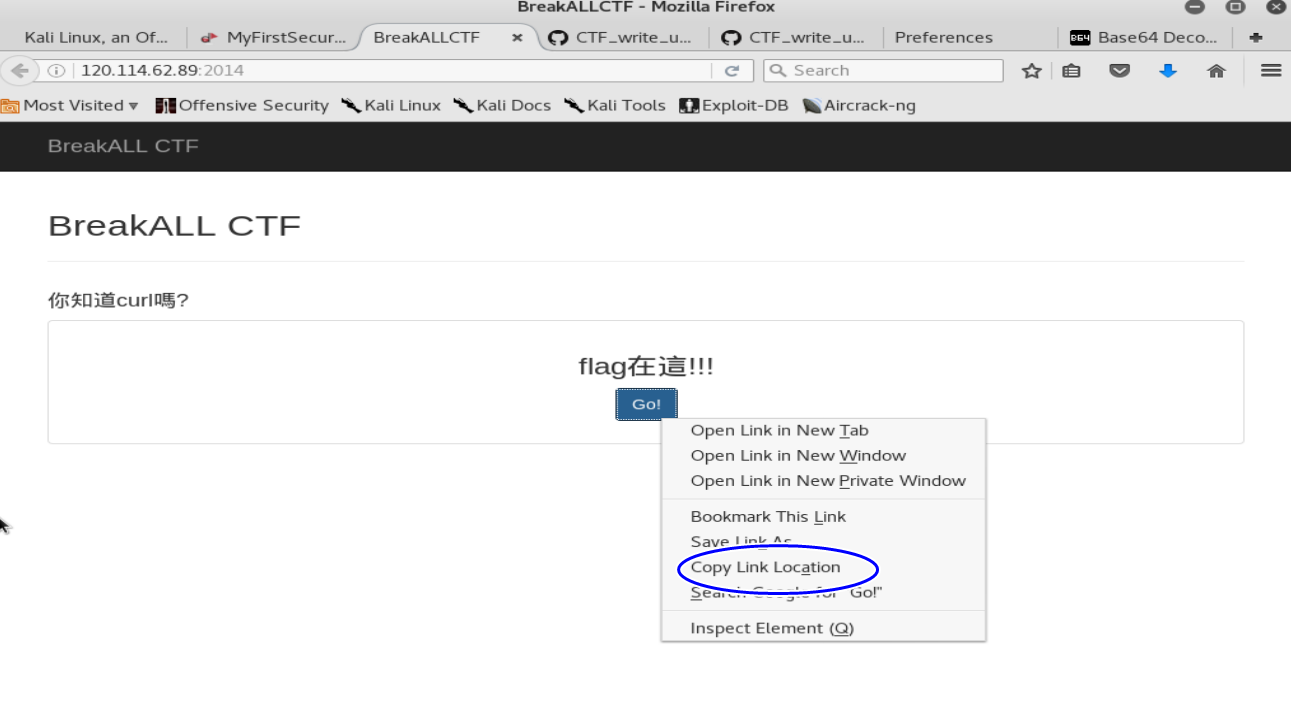 BreakALLCTF - Mozilla Firefox
Kali Linux, an Of... MyFirstSecur... BreakALLCTF CTF_write_u... CTF_write_u... Preferences B64 Base64 Deco...
120.114.62.89:2014 Search
Most Visited Offensive Security Kali Linux Kali Docs Kali Tools Exploit-DB Aircrack-ng
BreakALL CTF
BreakALL CTF
你知道curl嗎?
flag在這!!!
Go!
Open Link in New Tab
Open Link in New Window
Open Link in New Private Window
Bookmark This Link
Save Link As
Copy Link Location
Search Google for "Go!"
Inspect Element (Q)